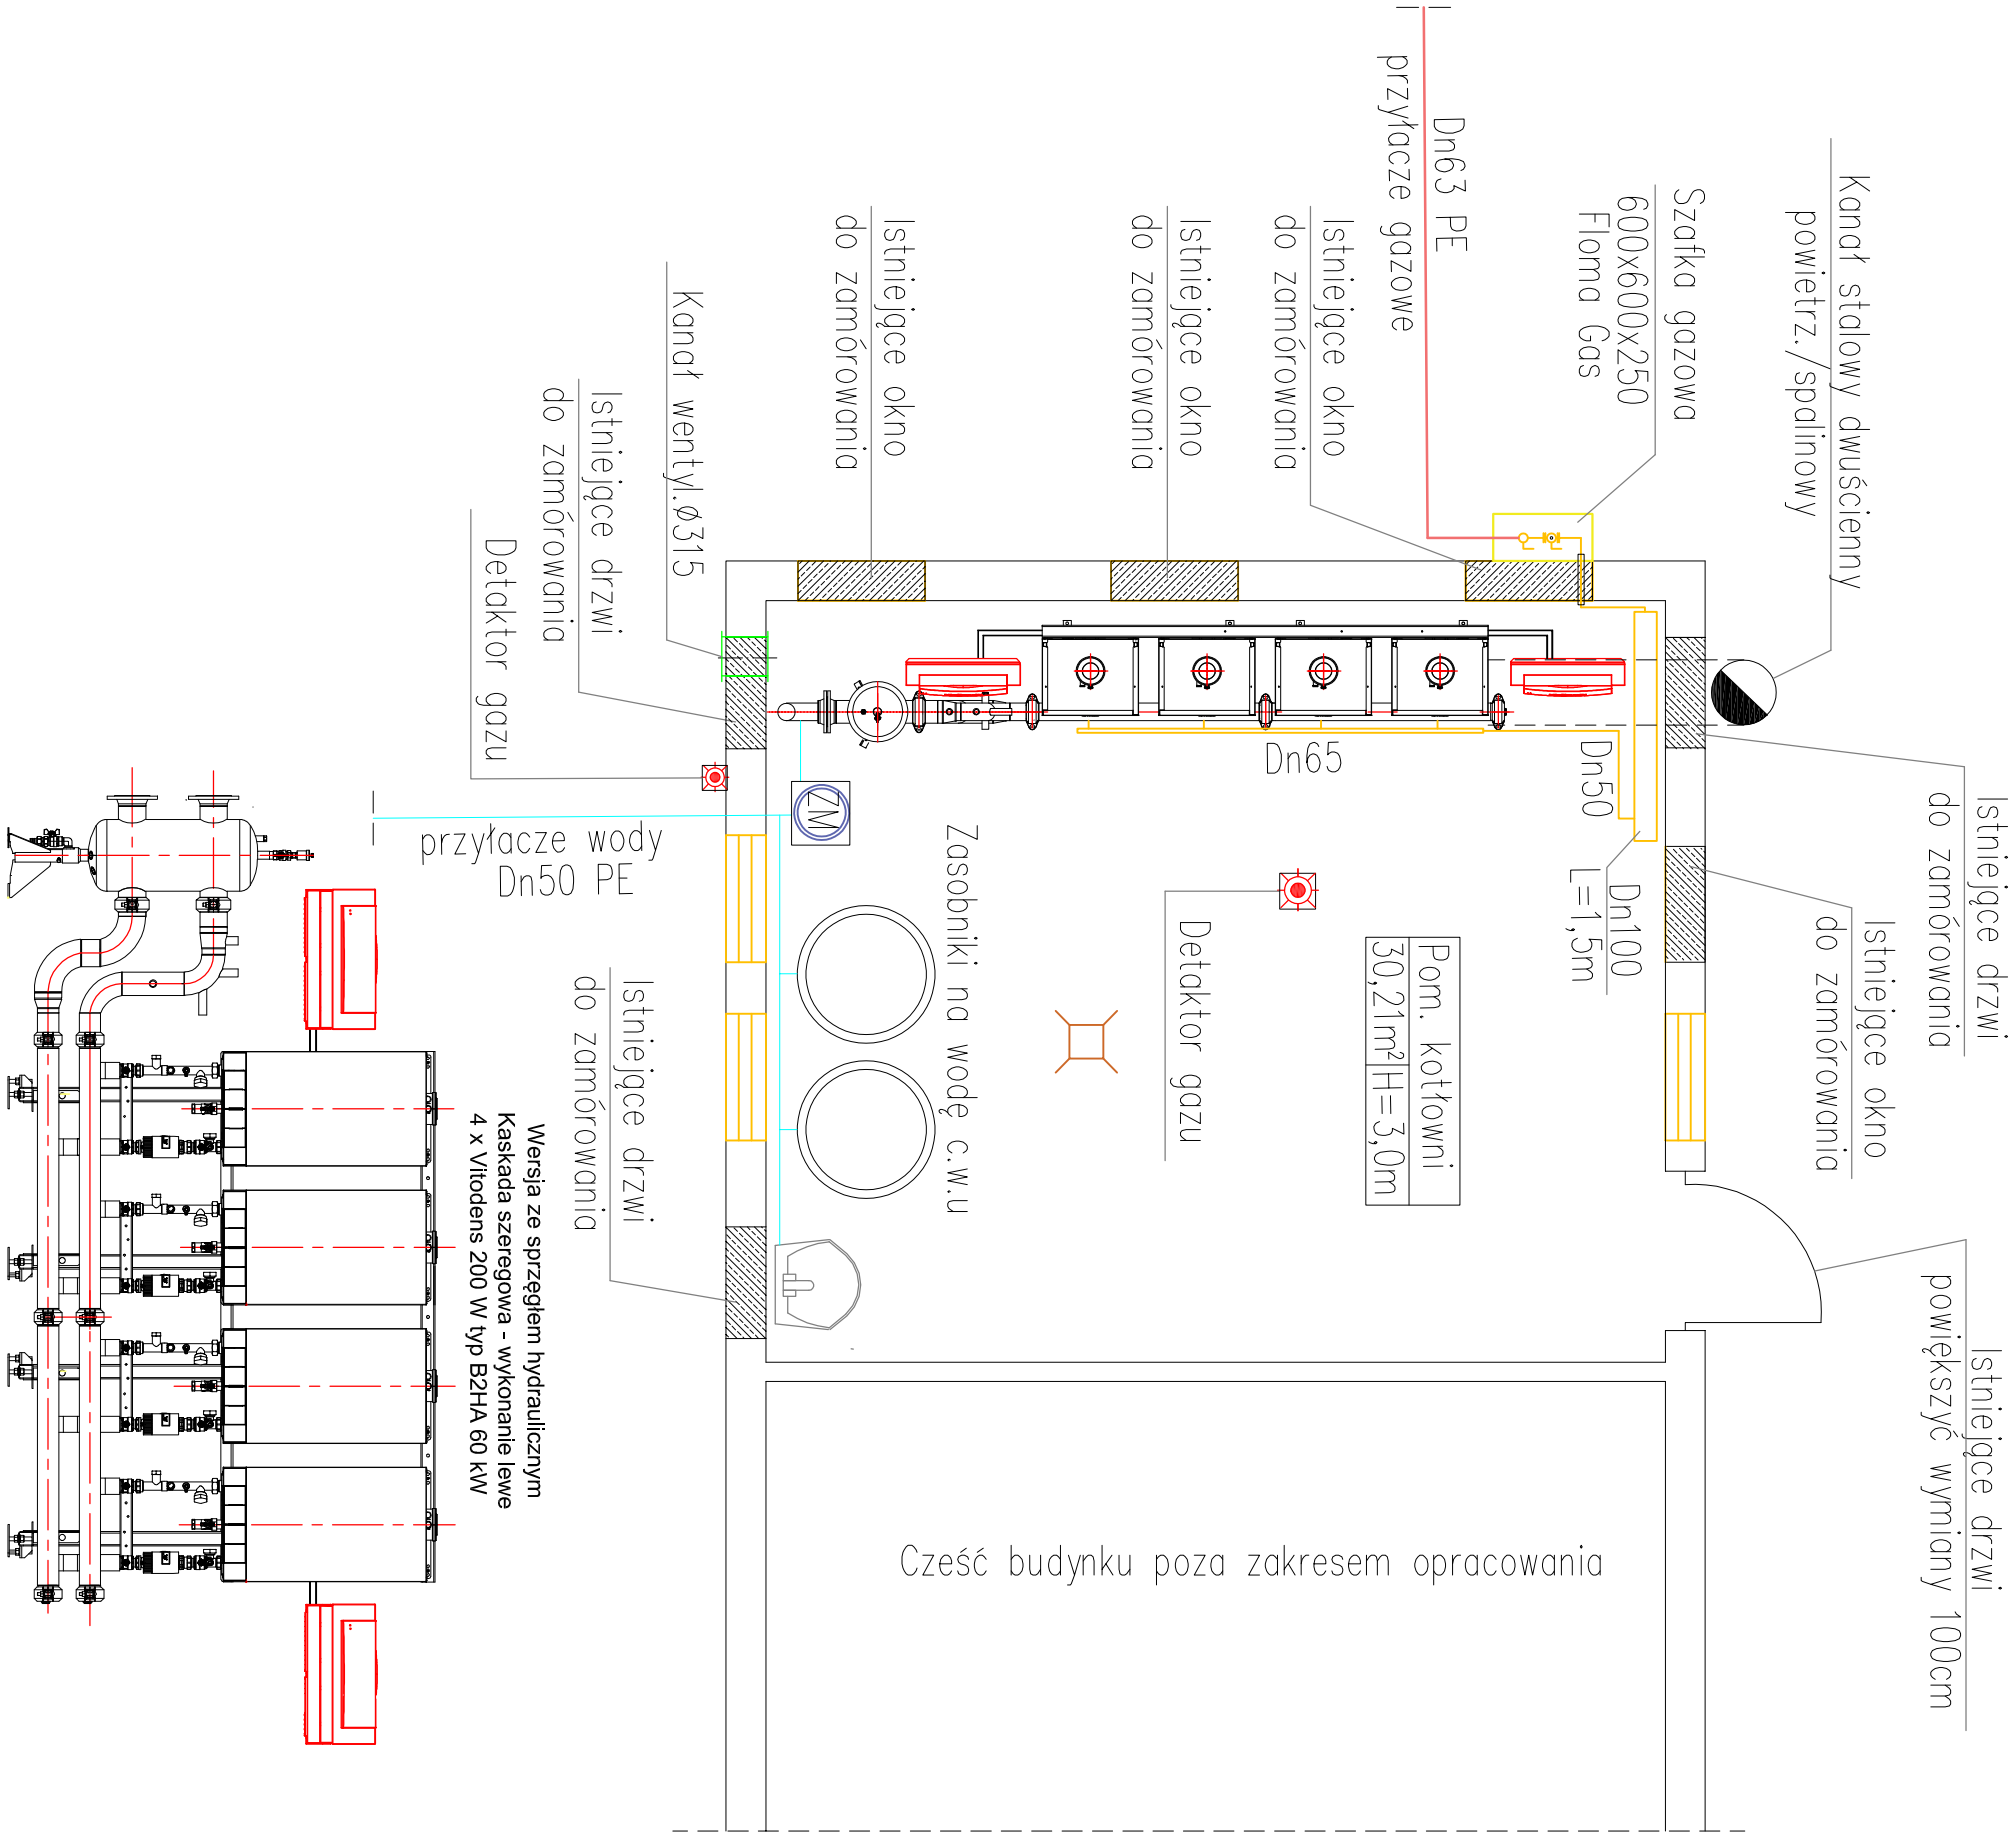 Dn63 PE
przyłacze gazowe
Kanał stalowy dwuścienny
powietrz./spalinowy
Szafka gazowa
600x600x250
Floma Gas
Istniejące okno
do zamórowania
Istniejące okno
do zamórowania
Istniejące okno
do zamórowania
Kanał wentyl.ø315
Istniejące drzwi
do zamórowania
Detaktor gazu
przyłacze wody
Dn50 PE
ZM
Dn65
Dn50
Dn100
L=1,5m
Zasobniki na wodę c.w.u
Detaktor gazu
Pom. kotłowni
30,21m² H=3,0m
Istniejące drzwi
do zamórowania
Istniejące okno
do zamórowania
Istniejące drzwi
do zamórowania
Istniejące drzwi
powiększyć wymiany 100cm
Wersja ze sprzęgłem hydraulicznym
Kaskada szeregowa - wykonanie lewe
4 x Vitodens 200 W typ B2HA 60 kW
Cześć budynku poza zakresem opracowania